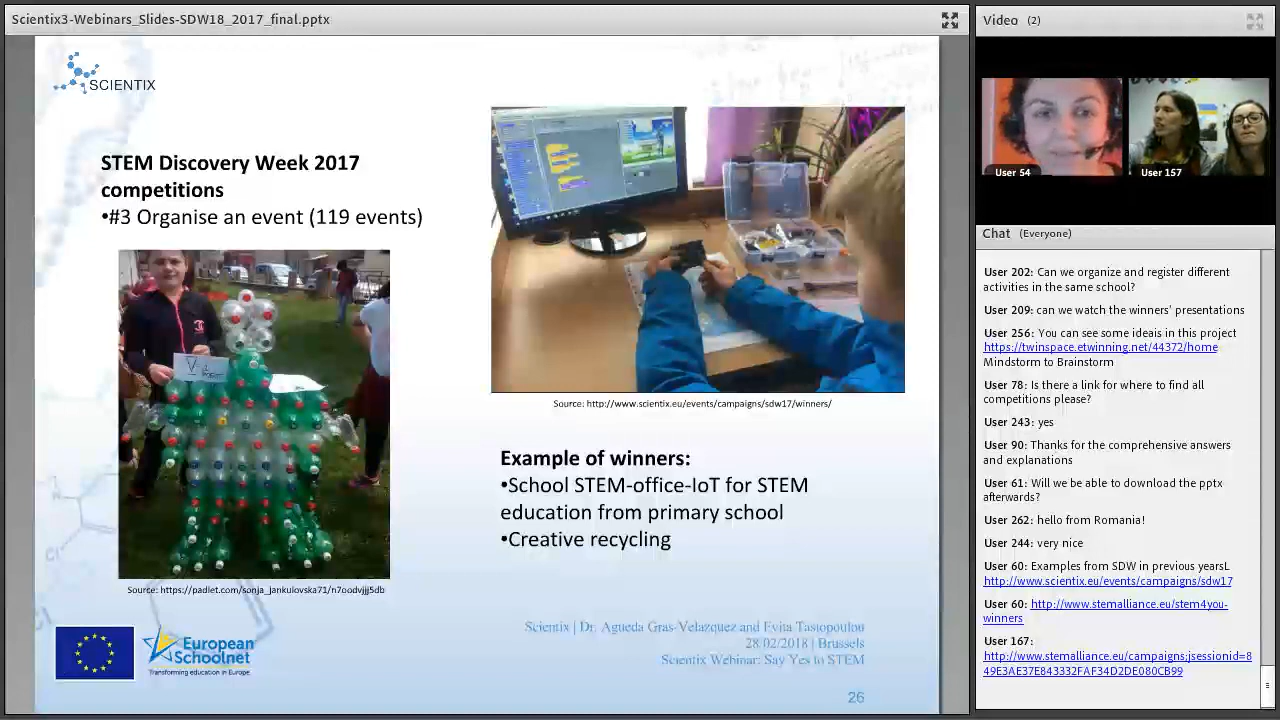 Scientix3-Webinars_Slides-SDW18_2017_final.pptx
SCIENTIX
STEM Discovery Week 2017
competitions
•#3 Organise an event (119 events)
Source: https://padlet.com/sonja_jankulovska71/n7oodvjjj5db
Source: http://www.scientix.eu/events/campaigns/sdw17/winners/
Example of winners:
•School STEM-office-IoT for STEM
education from primary school
•Creative recycling
European
Schoolnet
Transforming education in Europe
Scientix | Dr. Agueda Gras-Velazquez and Evita Tastopoulou
28/02/2018 | Brussels
Scientix Webinar: Say Yes to STEM
26
Video (2)
User 54
User 157
Chat (Everyone)
User 202: Can we organize and register different
activities in the same school?
User 209: can we watch the winners' presentations
User 256: You can see some ideais in this project
https://twinspace.etwinning.net/44372/home
Mindstorm to Brainstorm
User 78: Is there a link for where to find all
competitions please?
User 243: yes
User 90: Thanks for the comprehensive answers
and explanations
User 61: Will we be able to download the pptx
afterwards?
User 262: hello from Romania!
User 244: very nice
User 60: Examples from SDW in previous yearsL
http://www.scientix.eu/events/campaigns/sdw17
User 60: http://www.stemalliance.eu/stem4you-
winners
User 167:
http://www.stemalliance.eu/campaigns;jsessionid=8
49E3AE37E843332FAF34D2DE080CB99